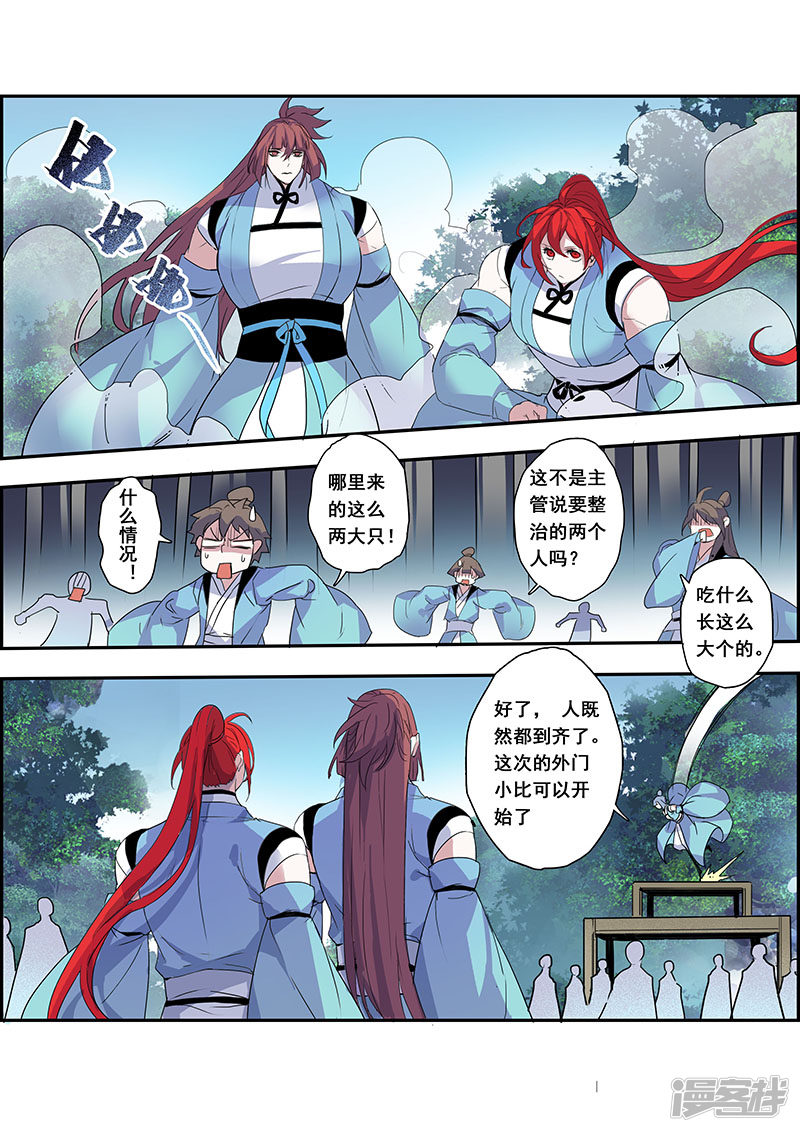 什么情况！
哪里来
的这么
两大只！
这不是主
管说要整
治的两个
人吗？
吃什么
长这么
大个的。
好了， 人既
然都到齐了。
这次的外门
小比可以开
始了
漫客栈